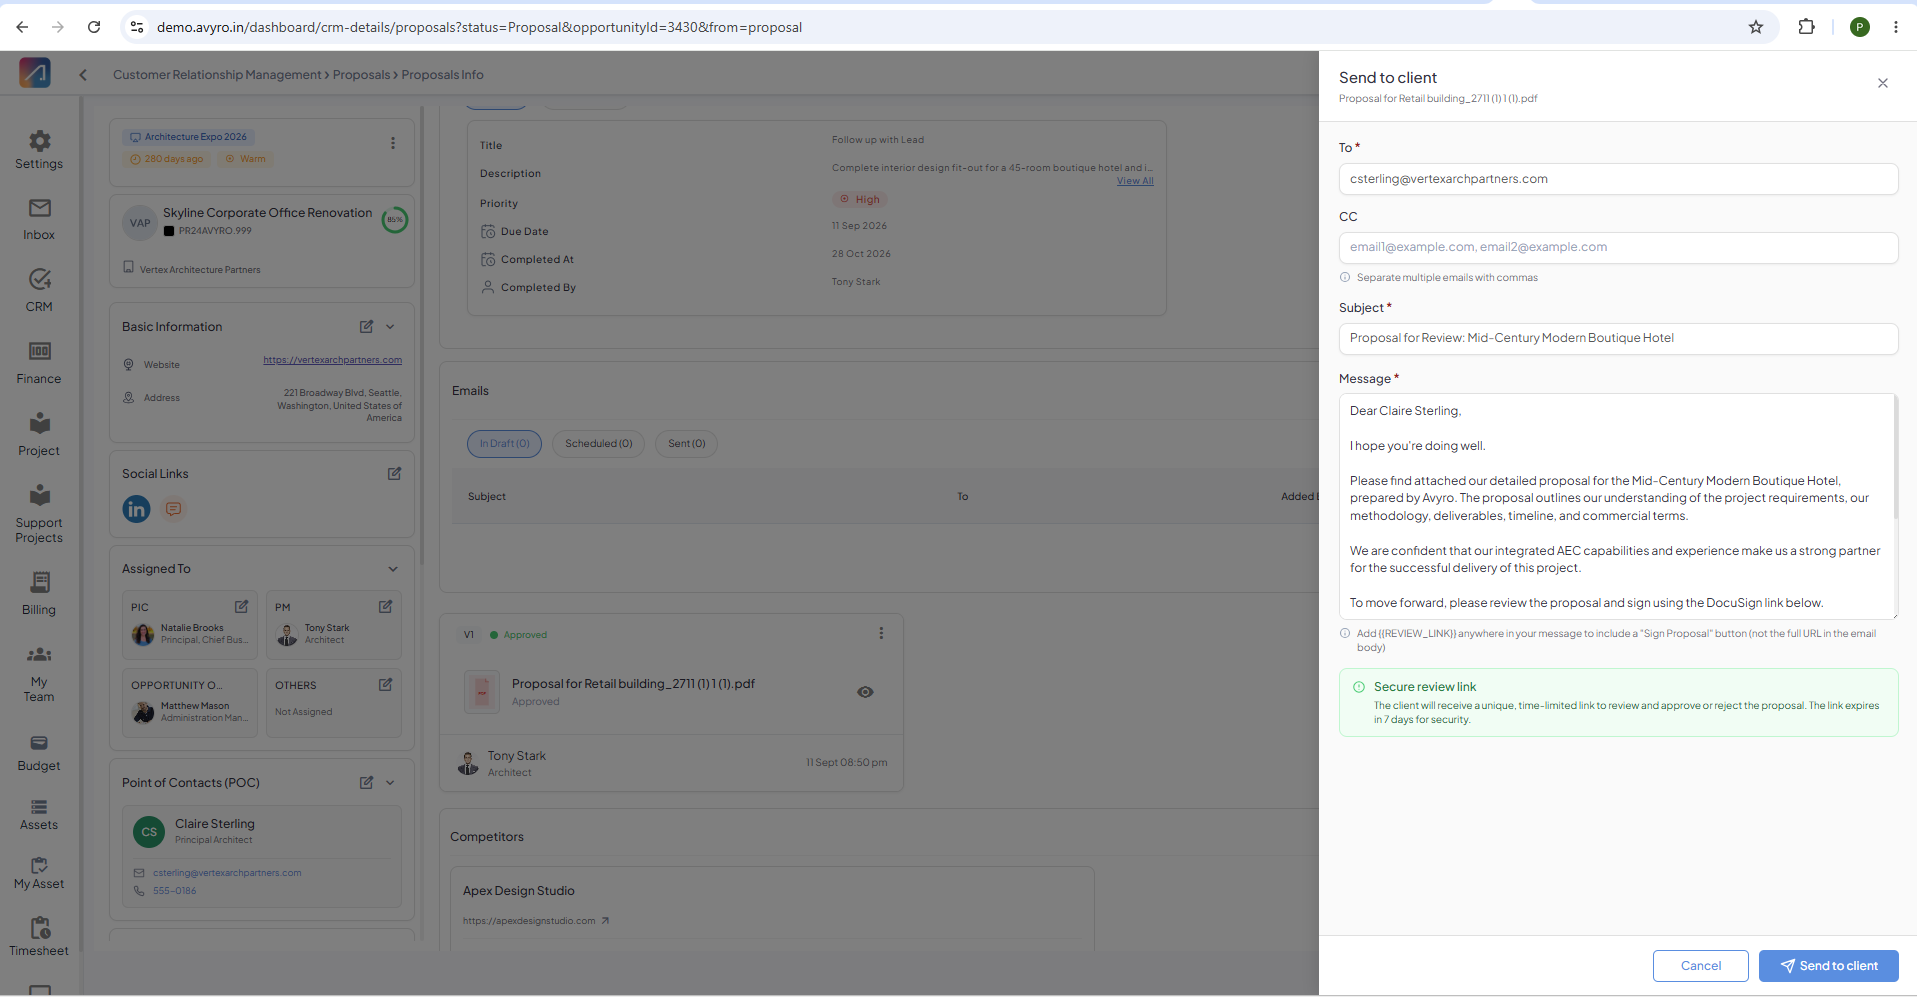 demo.avyro.in/dashboard/crm-details/proposals?status=Proposal&opportunityId=3430&from=proposal
P
Customer Relationship Management > Proposals > Proposals Info
Settings
Inbox
CRM
Finance
Project
Support
Projects
Billing
My
Team
Budget
Assets
My Asset
Timesheet
Architecture Expo 2026
280 days ago
Warm
VAP
Skyline Corporate Office Renovation
PR24AVYRO.999
85%
Vertex Architecture Partners
Basic Information
Website
https://vertexarchpartners.com
Address
221 Broadway Blvd, Seattle,
Washington, United States of
America
Social Links
in
Assigned To
PIC
Natalie Brooks
Principal, Chief Bus...
PM
Tony Stark
Architect
OPPORTUNITY O...
Matthew Mason
Administration Man...
OTHERS
Not Assigned
Point of Contacts (POC)
CS
Claire Sterling
Principal Architect
csterling@vertexarchpartners.com
555-0186
Title
Follow up with Lead
Description
Complete interior design fit-out for a 45-room boutique hotel and i...
View All
Priority
High
Due Date
11 Sep 2026
Completed At
28 Oct 2026
Completed By
Tony Stark
Emails
In Draft (0)
Scheduled (0)
Sent (0)
Subject
To
Added
V1
Approved
PDF
Proposal for Retail building_2711 (1) 1 (1).pdf
Approved
Tony Stark
Architect
11 Sept 08:50 pm
Competitors
Apex Design Studio
https://apexdesignstudio.com
Send to client
Proposal for Retail building_2711 (1) 1 (1).pdf
To *
csterling@vertexarchpartners.com
CC
email1@example.com, email2@example.com
Separate multiple emails with commas
Subject *
Proposal for Review: Mid-Century Modern Boutique Hotel
Message *
Dear Claire Sterling,
I hope you're doing well.
Please find attached our detailed proposal for the Mid-Century Modern Boutique Hotel,
prepared by Avyro. The proposal outlines our understanding of the project requirements, our
methodology, deliverables, timeline, and commercial terms.
We are confident that our integrated AEC capabilities and experience make us a strong partner
for the successful delivery of this project.
To move forward, please review the proposal and sign using the DocuSign link below.
Add {{REVIEW_LINK}} anywhere in your message to include a "Sign Proposal" button (not the full URL in the email
body)
Secure review link
The client will receive a unique, time-limited link to review and approve or reject the proposal. The link expires
in 7 days for security.
Cancel
Send to client